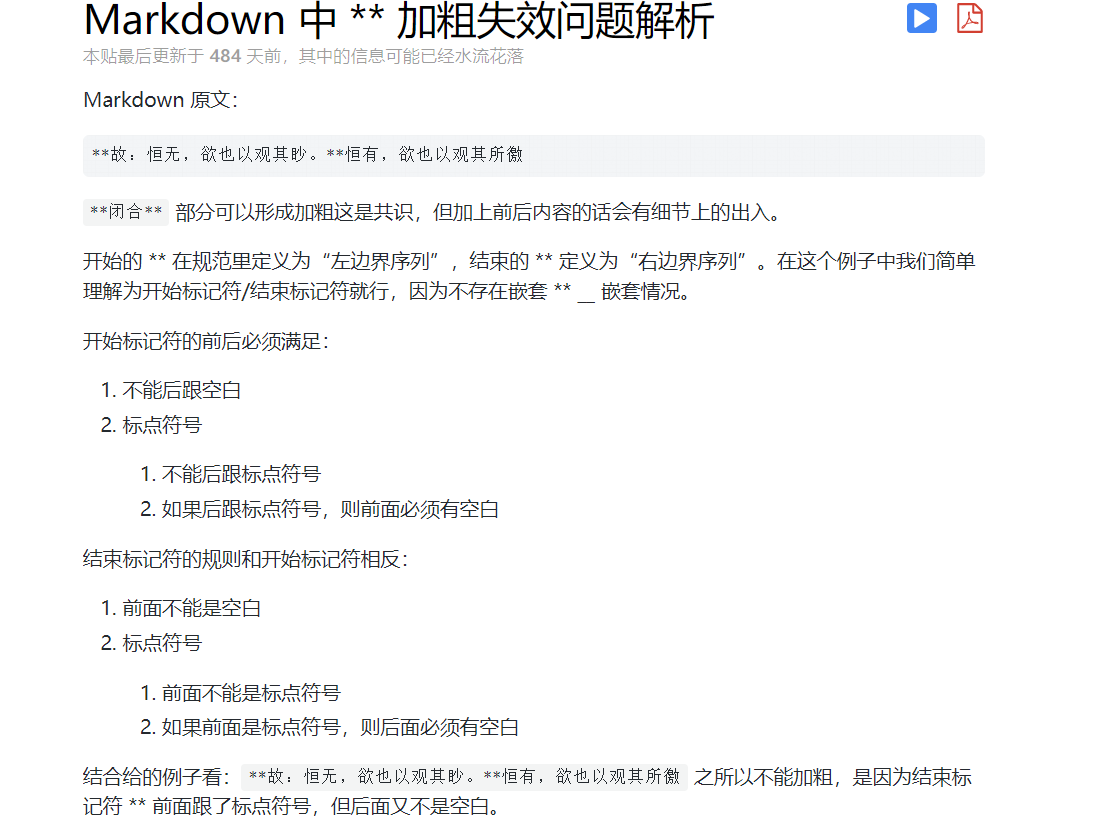 Markdown 中 ** 加粗失效问题解析
本贴最后更新于 484 天前，其中的信息可能已经水流花落
Markdown 原文：
**故：恒无，欲也以观其眇。**恒有，欲也以观其所徼
**闭合** 部分可以形成加粗这是共识，但加上前后内容的话会有细节上的出入。
开始的 ** 在规范里定义为“左边界序列”，结束的 ** 定义为“右边界序列”。在这个例子中我们简单
理解为开始标记符/结束标记符就行，因为不存在嵌套 ** __ 嵌套情况。
开始标记符的前后必须满足：
1. 不能后跟空白
2. 标点符号
1. 不能后跟标点符号
2. 如果后跟标点符号，则前面必须有空白
结束标记符的规则和开始标记符相反：
1. 前面不能是空白
2. 标点符号
1. 前面不能是标点符号
2. 如果前面是标点符号，则后面必须有空白
结合给的例子看： **故：恒无，欲也以观其眇。**恒有，欲也以观其所徼 之所以不能加粗，是因为结束标
记符 ** 前面跟了标点符号，但后面又不是空白。